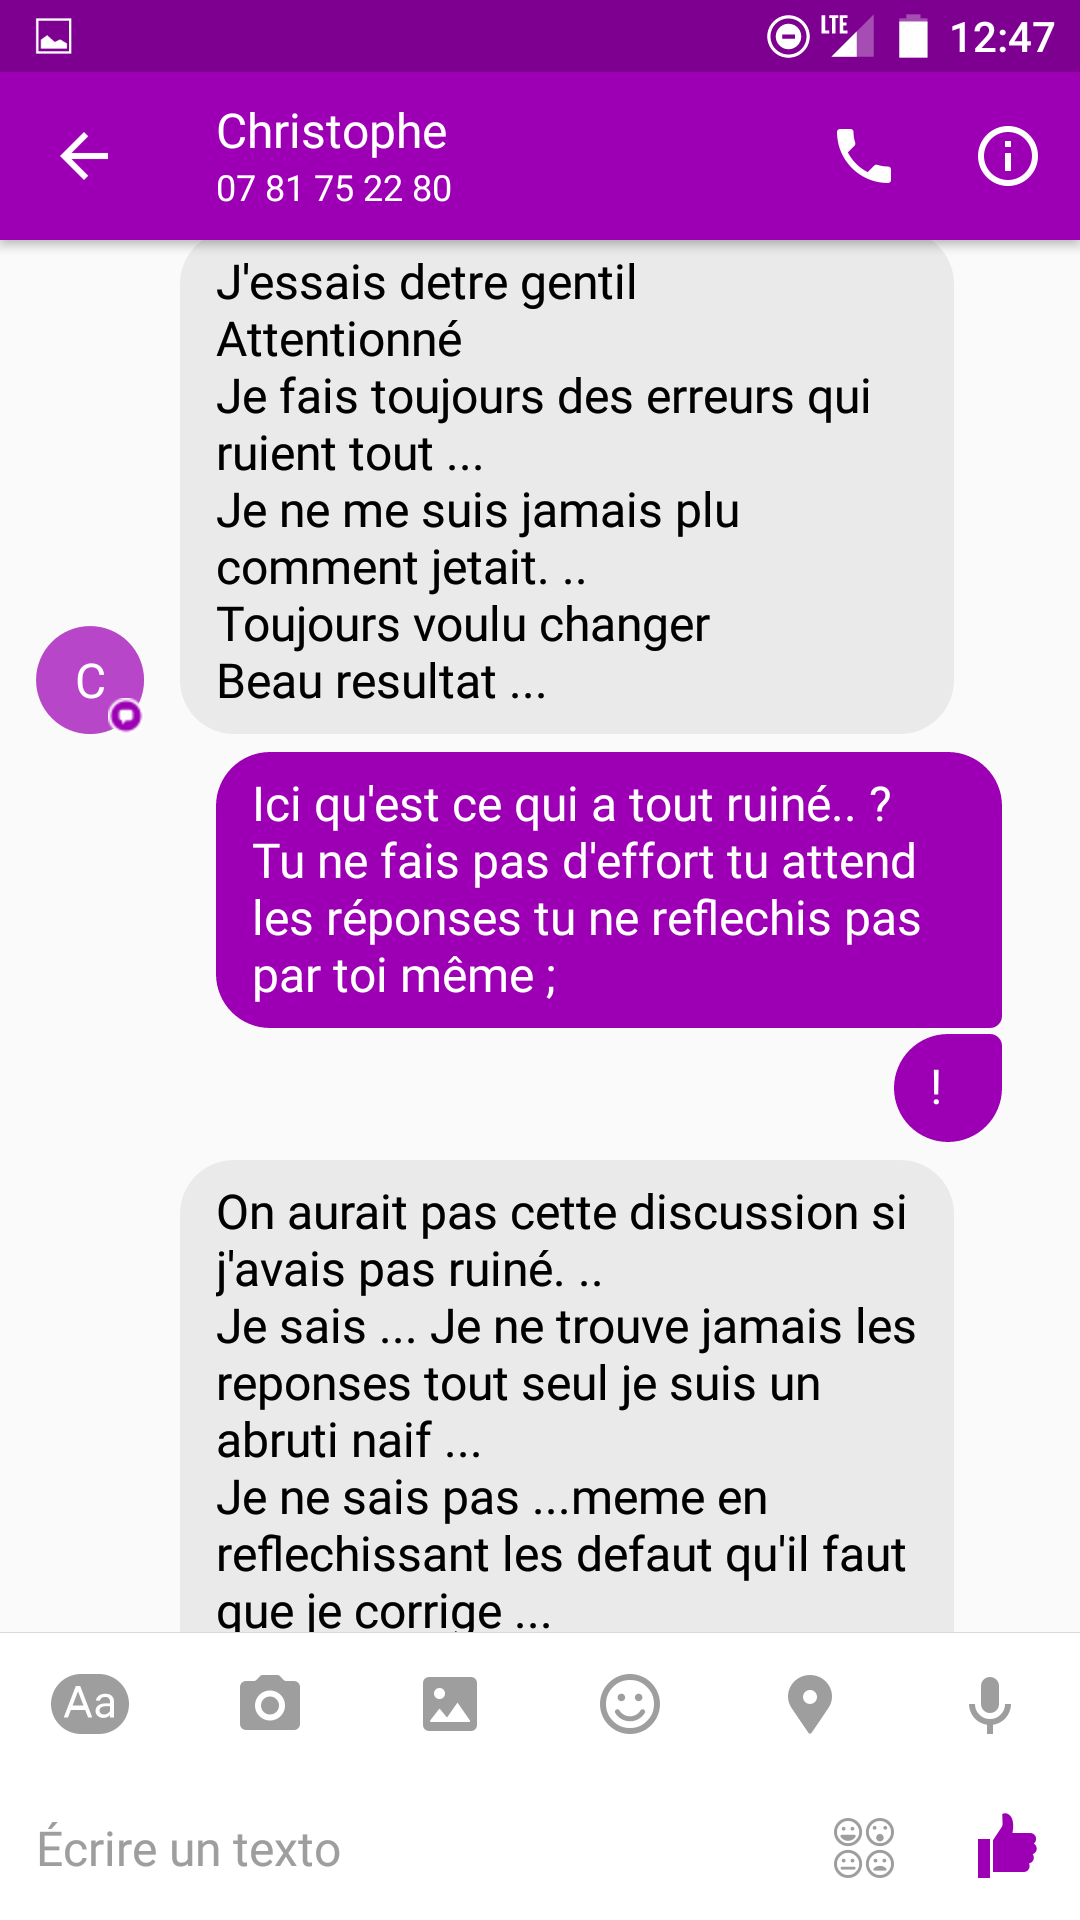 LTE 12:47
Christophe
07 81 75 22 80
J'essais detre gentil
Attentionné
Je fais toujours des erreurs qui
ruient tout ...
Je ne me suis jamais plu
comment jetait. ..
Toujours voulu changer
Beau resultat ...
C
Ici qu'est ce qui a tout ruiné.. ?
Tu ne fais pas d'effort tu attend
les réponses tu ne reflechis pas
par toi même ;
!
On aurait pas cette discussion si
j'avais pas ruiné. ..
Je sais ... Je ne trouve jamais les
reponses tout seul je suis un
abruti naif ...
Je ne sais pas ...meme en
reflechissant les defaut qu'il faut
que je corrige ...
Aa
Écrire un texto